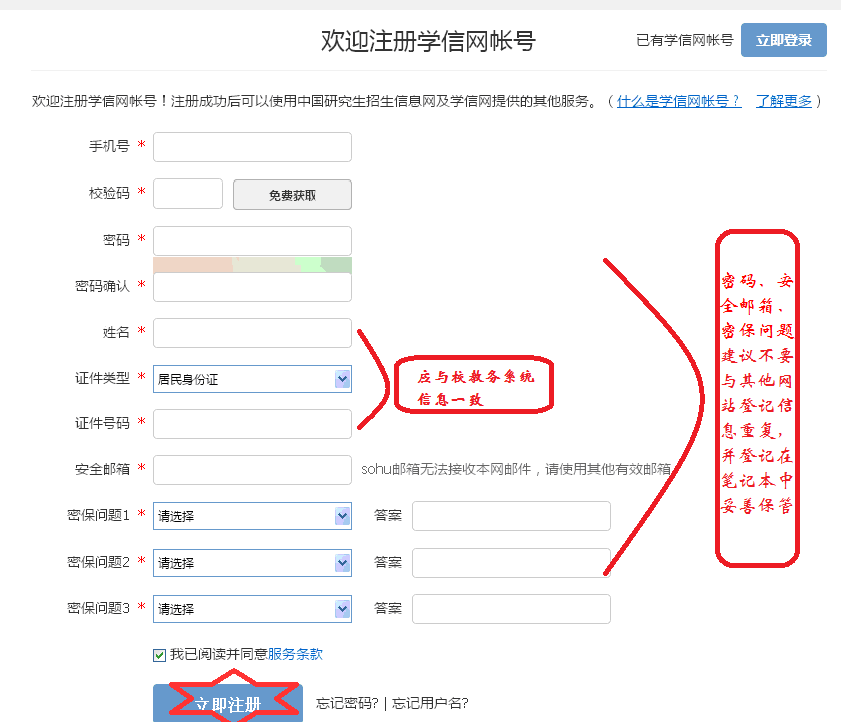 欢迎注册学信网帐号
已有学信网帐号 立即登录
欢迎注册学信网帐号！注册成功后可以使用中国研究生招生信息网及学信网提供的其他服务。（什么是学信网帐号？ 了解更多）
手机号 *
校验码 * 免费获取
密码 *
密码确认 *
姓名 *
证件类型 * 居民身份证
证件号码 *
安全邮箱 * sohu邮箱无法接收本网邮件，请使用其他有效邮箱
密保问题1 * 请选择 答案
密保问题2 * 请选择 答案
密保问题3 * 请选择 答案
我已阅读并同意服务条款
立即注册 忘记密码? | 忘记用户名?
应与校教务系统
信息一致
密码、安
全邮箱、
密保问题
建议不要
与其他网
站登记信
息重复,
并登记在
笔记本中
妥善保管